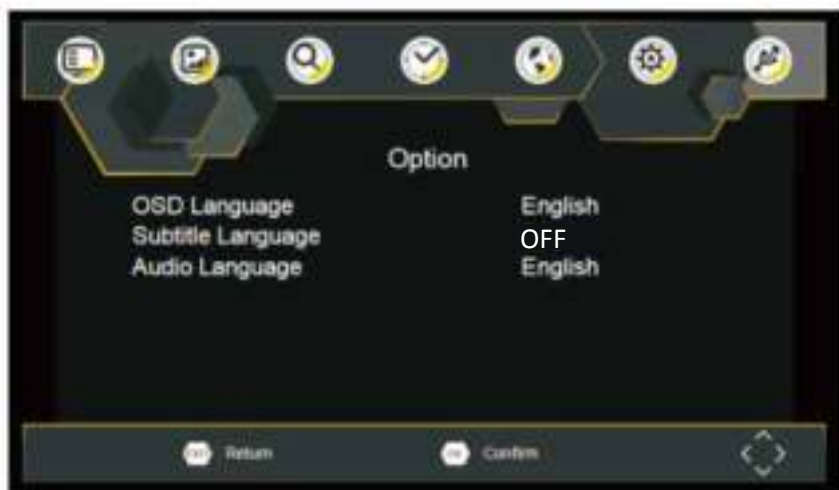 Option
OSD Language English
Subtitle Language OFF
Audio Language English
Return Confirm